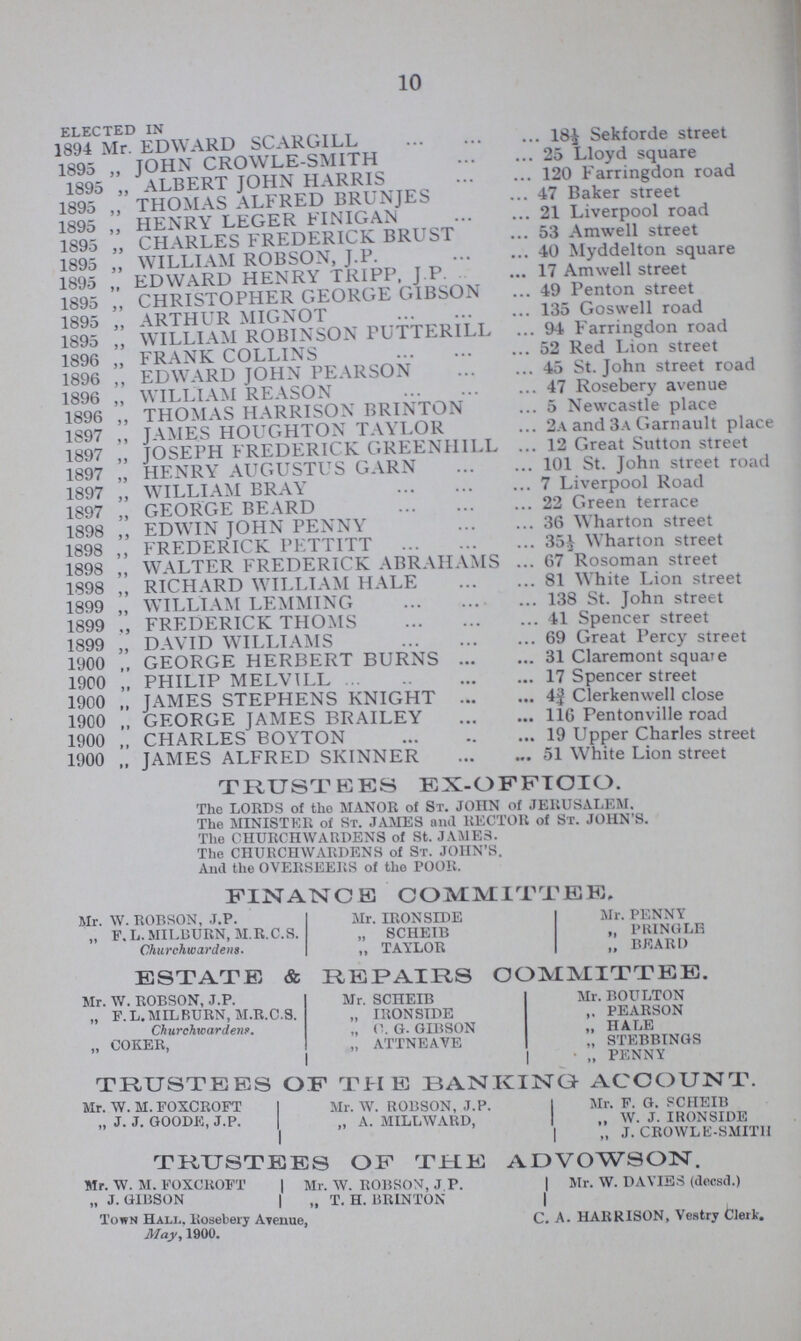 10
ELECTED IN
1894 Mr. EDWARD SCARGILL ... ... ... 18½ Sekforde street
1895 „ JOHN CROWLE-SMITH ... ... 25 Lloyd square
1895 „ ALBERT JOHN HARRIS ... ... 120 Farringdon road
1895 „ THOMAS ALFRED BRUNJES ... 47 Baker street
1895 „ HENRY LEGER FINIGAN ... ... 21 Liverpool road
1895 „ CHARLES FREDERICK BRUST ... 53 Amwell street
1895 „ WILLIAM ROBSON, J.P. ... ... 40 Myddelton square
1895 „ EDWARD HENRY TRIPP, J.P. ... 17 Amwell street
1895 „ CHRISTOPHER GEORGE GIBSON ... 49 Penton street
1895 „ ARTHUR MIGNOT ... ... ... 135 Goswell road
1895 „ WILLIAM ROBINSON PUTTERILL ... 94 Farringdon road
1896 „ FRANK COLLINS ... ... ... 52 Red Lion street
1896 „ EDWARD JOHN PEARSON ... ... 45 St. John street road
1896 „ WILLIAM REASON ... ... ... 47 Rosebery avenue
1896 „ THOMAS HARRISON BRINTON ... 5 Newcastle place
1897 „ JAMES HOUGHTON TAYLOR ... 2A and 3A Garnault place
1897 „ JOSEPH FREDERICK GREENHILL ... 12 Great Sutton street
1897 „ HENRY AUGUSTUS GARN ... ... 101 St. John street road
1897 „ WILLIAM BRAY ... ... ... 7 Liverpool Road
1897 „ GEORGE BEARD ... ... ... 22 Green terrace
1898 „ EDWIN JOHN PENNY ... ... 36 Wharton street
1898 „ FREDERICK PETTITT ... ... ... 35½ Wharton street
1898 „ WALTER FREDERICK ABRAHAMS ... 67 Rosoman street
1898 „ RICHARD WILLIAM HALE ... ... 81 White Lion street
1899 „ WILLIAM LEMMING ... ... ... 138 St. John street
1899 „ FREDERICK THOMS ... ... ... 41 Spencer street
1899 „ DAVID WILLIAMS ... ... ... 69 Great Percy street
1900 „ GEORGE HERBERT BURNS ... ... 31 Claremont square
1900 „ PHILIP MELVILL ... .. ... ... 17 Spencer street
1900 „ JAMES STEPHENS KNIGHT ... ... 4¾ Clerkenwell close
1900 „ GEORGE JAMES BRAILEY ... ... 116 Pentonville road
1900 „ CHARLES BOYTON ... .. ... 19 Upper Charles street
1900 „ JAMES ALFRED SKINNER ... ... 51 White Lion street
TRUSTEES EX-OFFICIO.
The LORDS of the MANOR of ST. JOHN of JERUSALEM.
The MINISTER of ST. JAMES and RECTOR of ST. JOHN'S.
The CHURCHWARDENS of St. JAMES.
The CHURCHWARDENS of ST. JOHN'S.
And the OVERSEERS of the POOR.
FINANCE COMMITTEE.
Mr. W. ROBSON, J.P. | Mr. IRONSIDE | Mr. PENNY
„ F. L. MILBURN, M.R.C.S. | „ SCHEIB | „ PRINGLE
Churchwardens. | „ TAYLOR | „ BEARD
ESTATE & REPAIRS COMMITTEE.
Mr. W. ROBSON, J.P. | Mr. SCHEIB | Mr. BOULTON
„ F. L. MILBURN, M.R.C.S. | „ IRONSIDE | „ PEARSON
Churchwardens. | „ C. G. GIBSON | „ HALE
„ COKER, | „ ATTNEAVE | „ STEBBINGS
„ PENNY
TRUSTEES OF THE BANKING ACCOUNT.
Mr. W. M. FOXCROFT | Mr. W. ROBSON, J.P. | Mr. F. G. SCHEIB
„ J. J. GOODE, J.P. | „ A. MILLWARD, | „ W. J. IRONSIDE
„ J. CROWLE-SMITH
TRUSTEES OF THE ADVOWSON.
Mr. W. M. FOXCROFT | Mr. W. ROBSON, J.P. | Mr. W. DAVIES (decsd.)
„ J. GIBSON | „ T. H. BRINTON |
TOWN HALL, Rosebery Avenue, C. A. HARRISON, Vestry Clerk.
May, 1900.